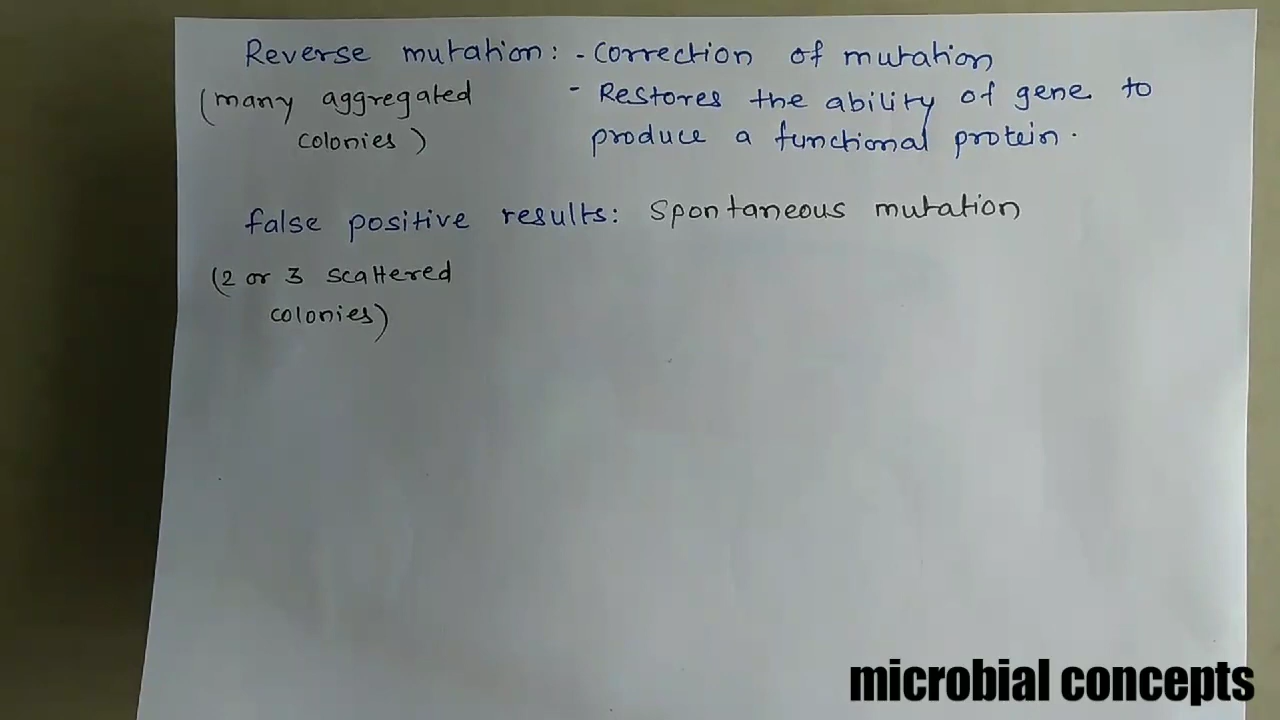 Reverse mutation: - Correction of mutation
(many aggregated - Restores the ability of gene to
colonies) produce a functional protein.
false positive results: Spontaneous mutation
(2 or 3 scattered
colonies)
microbial concepts